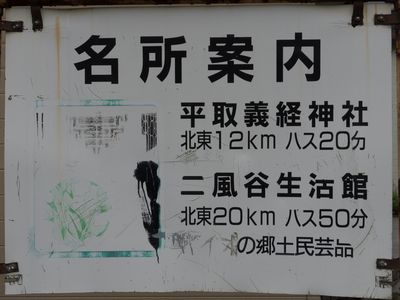 名所案内
平取義経神社
北東12km ハス20分
二風谷生活館
北東20km ハス50分
の郷土民芸品